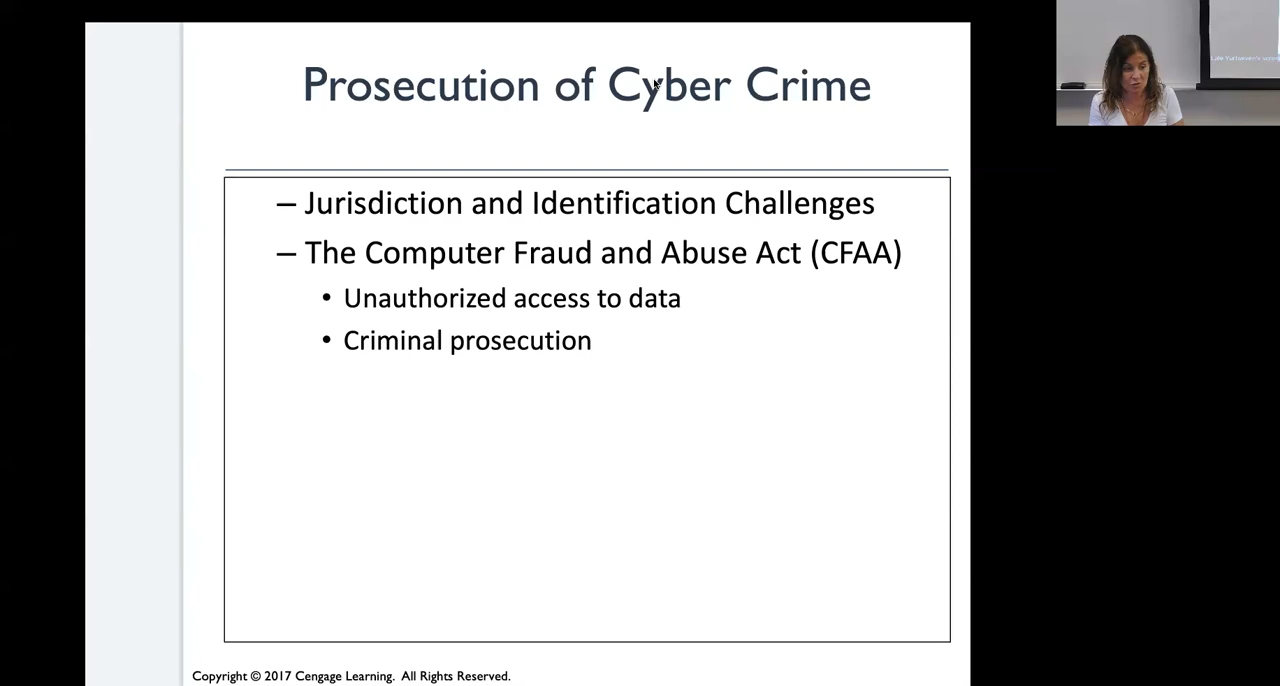 Prosecution of Cyber Crime
– Jurisdiction and Identification Challenges
– The Computer Fraud and Abuse Act (CFAA)
• Unauthorized access to data
• Criminal prosecution
Copyright © 2017 Cengage Learning. All Rights Reserved.